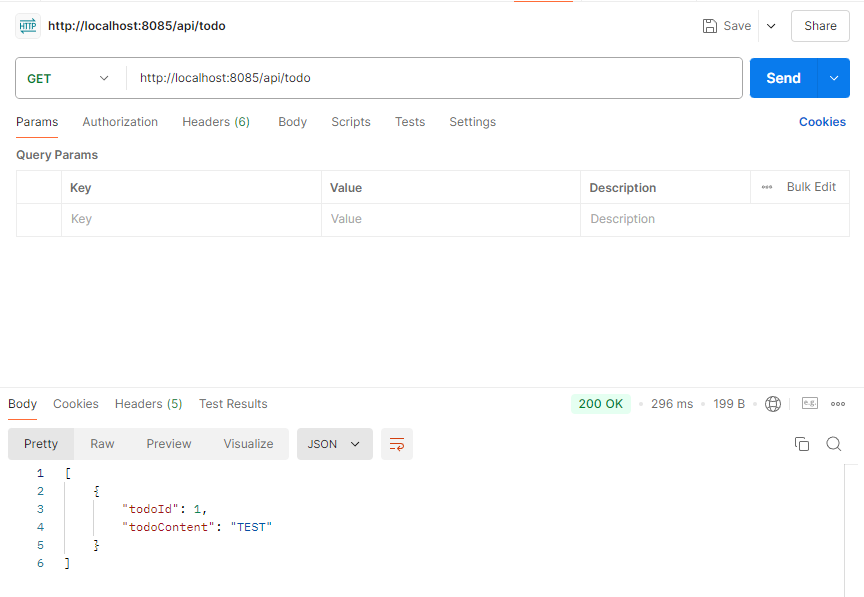 HTTP http://localhost:8085/api/todo Save Share
GET http://localhost:8085/api/todo Send
Params Authorization Headers (6) Body Scripts Tests Settings Cookies
Query Params
Key Value Description Bulk Edit
Key Value Description
Body Cookies Headers (5) Test Results 200 OK 296 ms 199 B e.g.
Pretty Raw Preview Visualize JSON
1 [
2 {
3 "todoId": 1,
4 "todoContent": "TEST"
5 }
6 ]